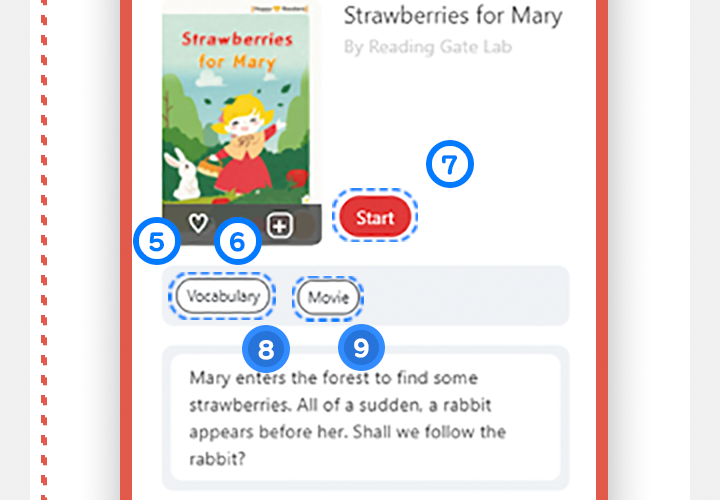 [Happy Readers]
Strawberries
for Mary
Strawberries for Mary
By Reading Gate Lab
7
Start
5
6
Vocabulary
Movie
8
9
Mary enters the forest to find some
strawberries. All of a sudden, a rabbit
appears before her. Shall we follow the
rabbit?